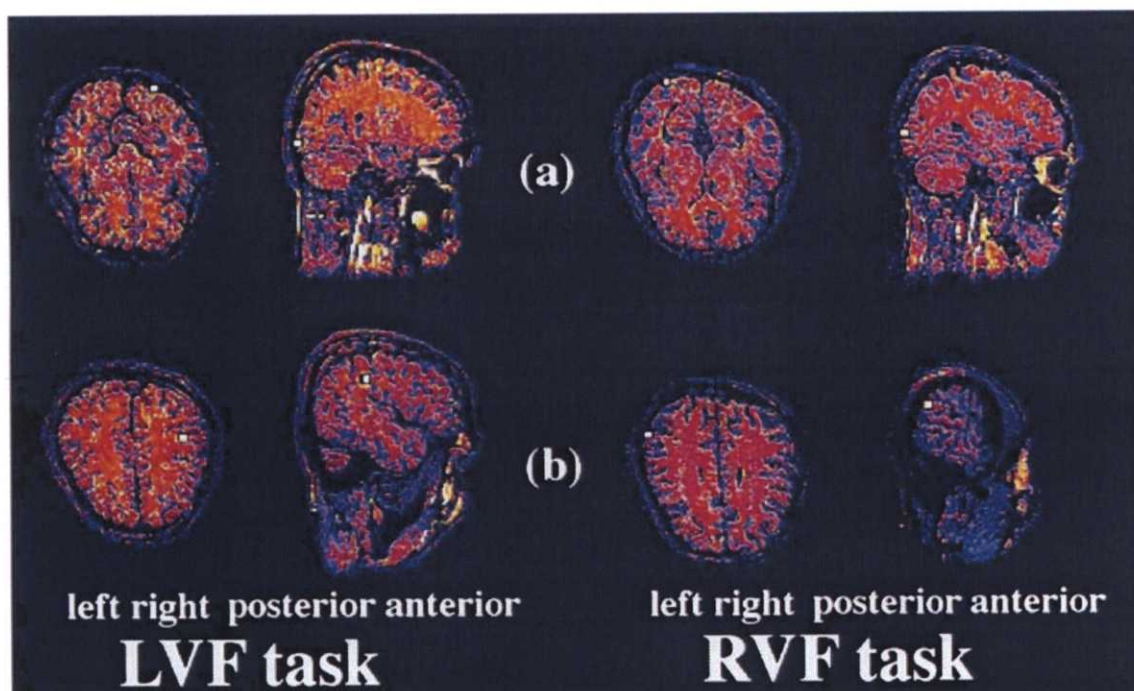 (a)
(b)
left right posterior anterior
LVF task
left right posterior anterior
RVF task